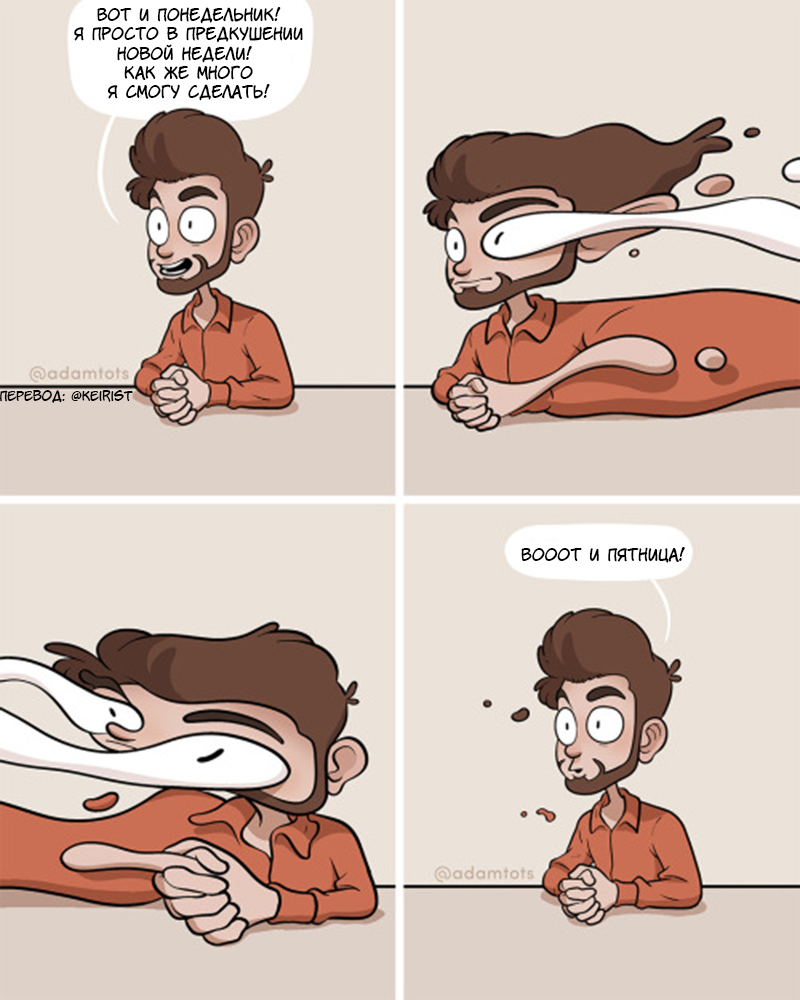 ВОТ И ПОНЕДЕЛЬНИК!
Я ПРОСТО В ПРЕДКУШЕНИИ
НОВОЙ НЕДЕЛИ!
КАК ЖЕ МНОГО
Я СМОГУ СДЕЛАТЬ!
@adamtots
ПЕРЕВОД: @KEIRIST
ВОООТ И ПЯТНИЦА!
@adamtots